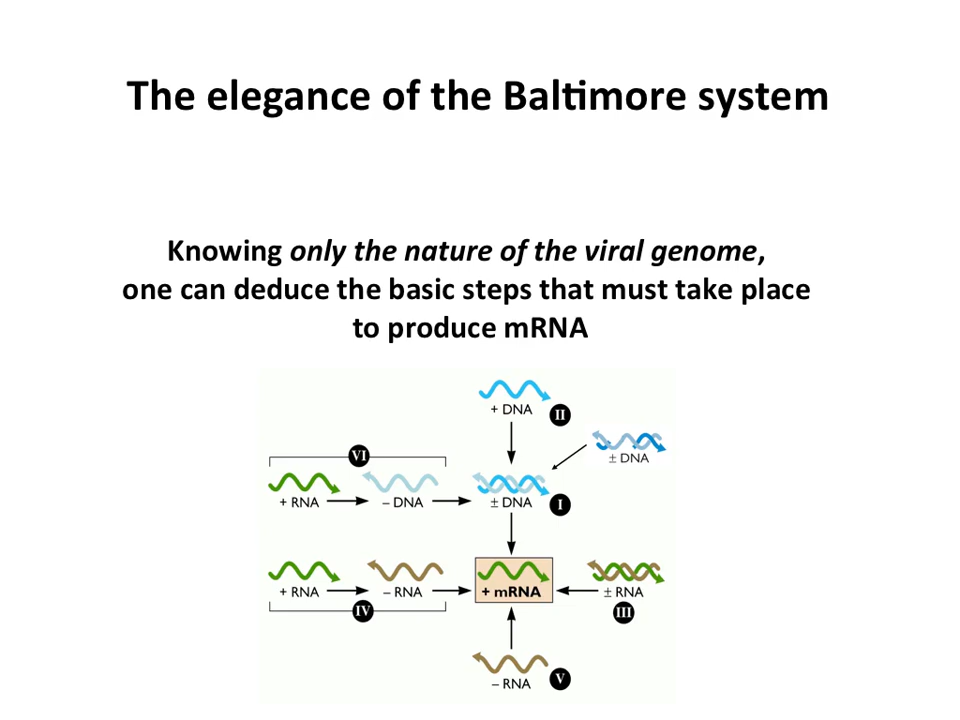 The elegance of the Baltimore system
Knowing only the nature of the viral genome,
one can deduce the basic steps that must take place
to produce mRNA
+ DNA
II
± DNA
VI
+ RNA
– DNA
± DNA
I
+ RNA
– RNA
+ mRNA
± RNA
IV
III
– RNA
V